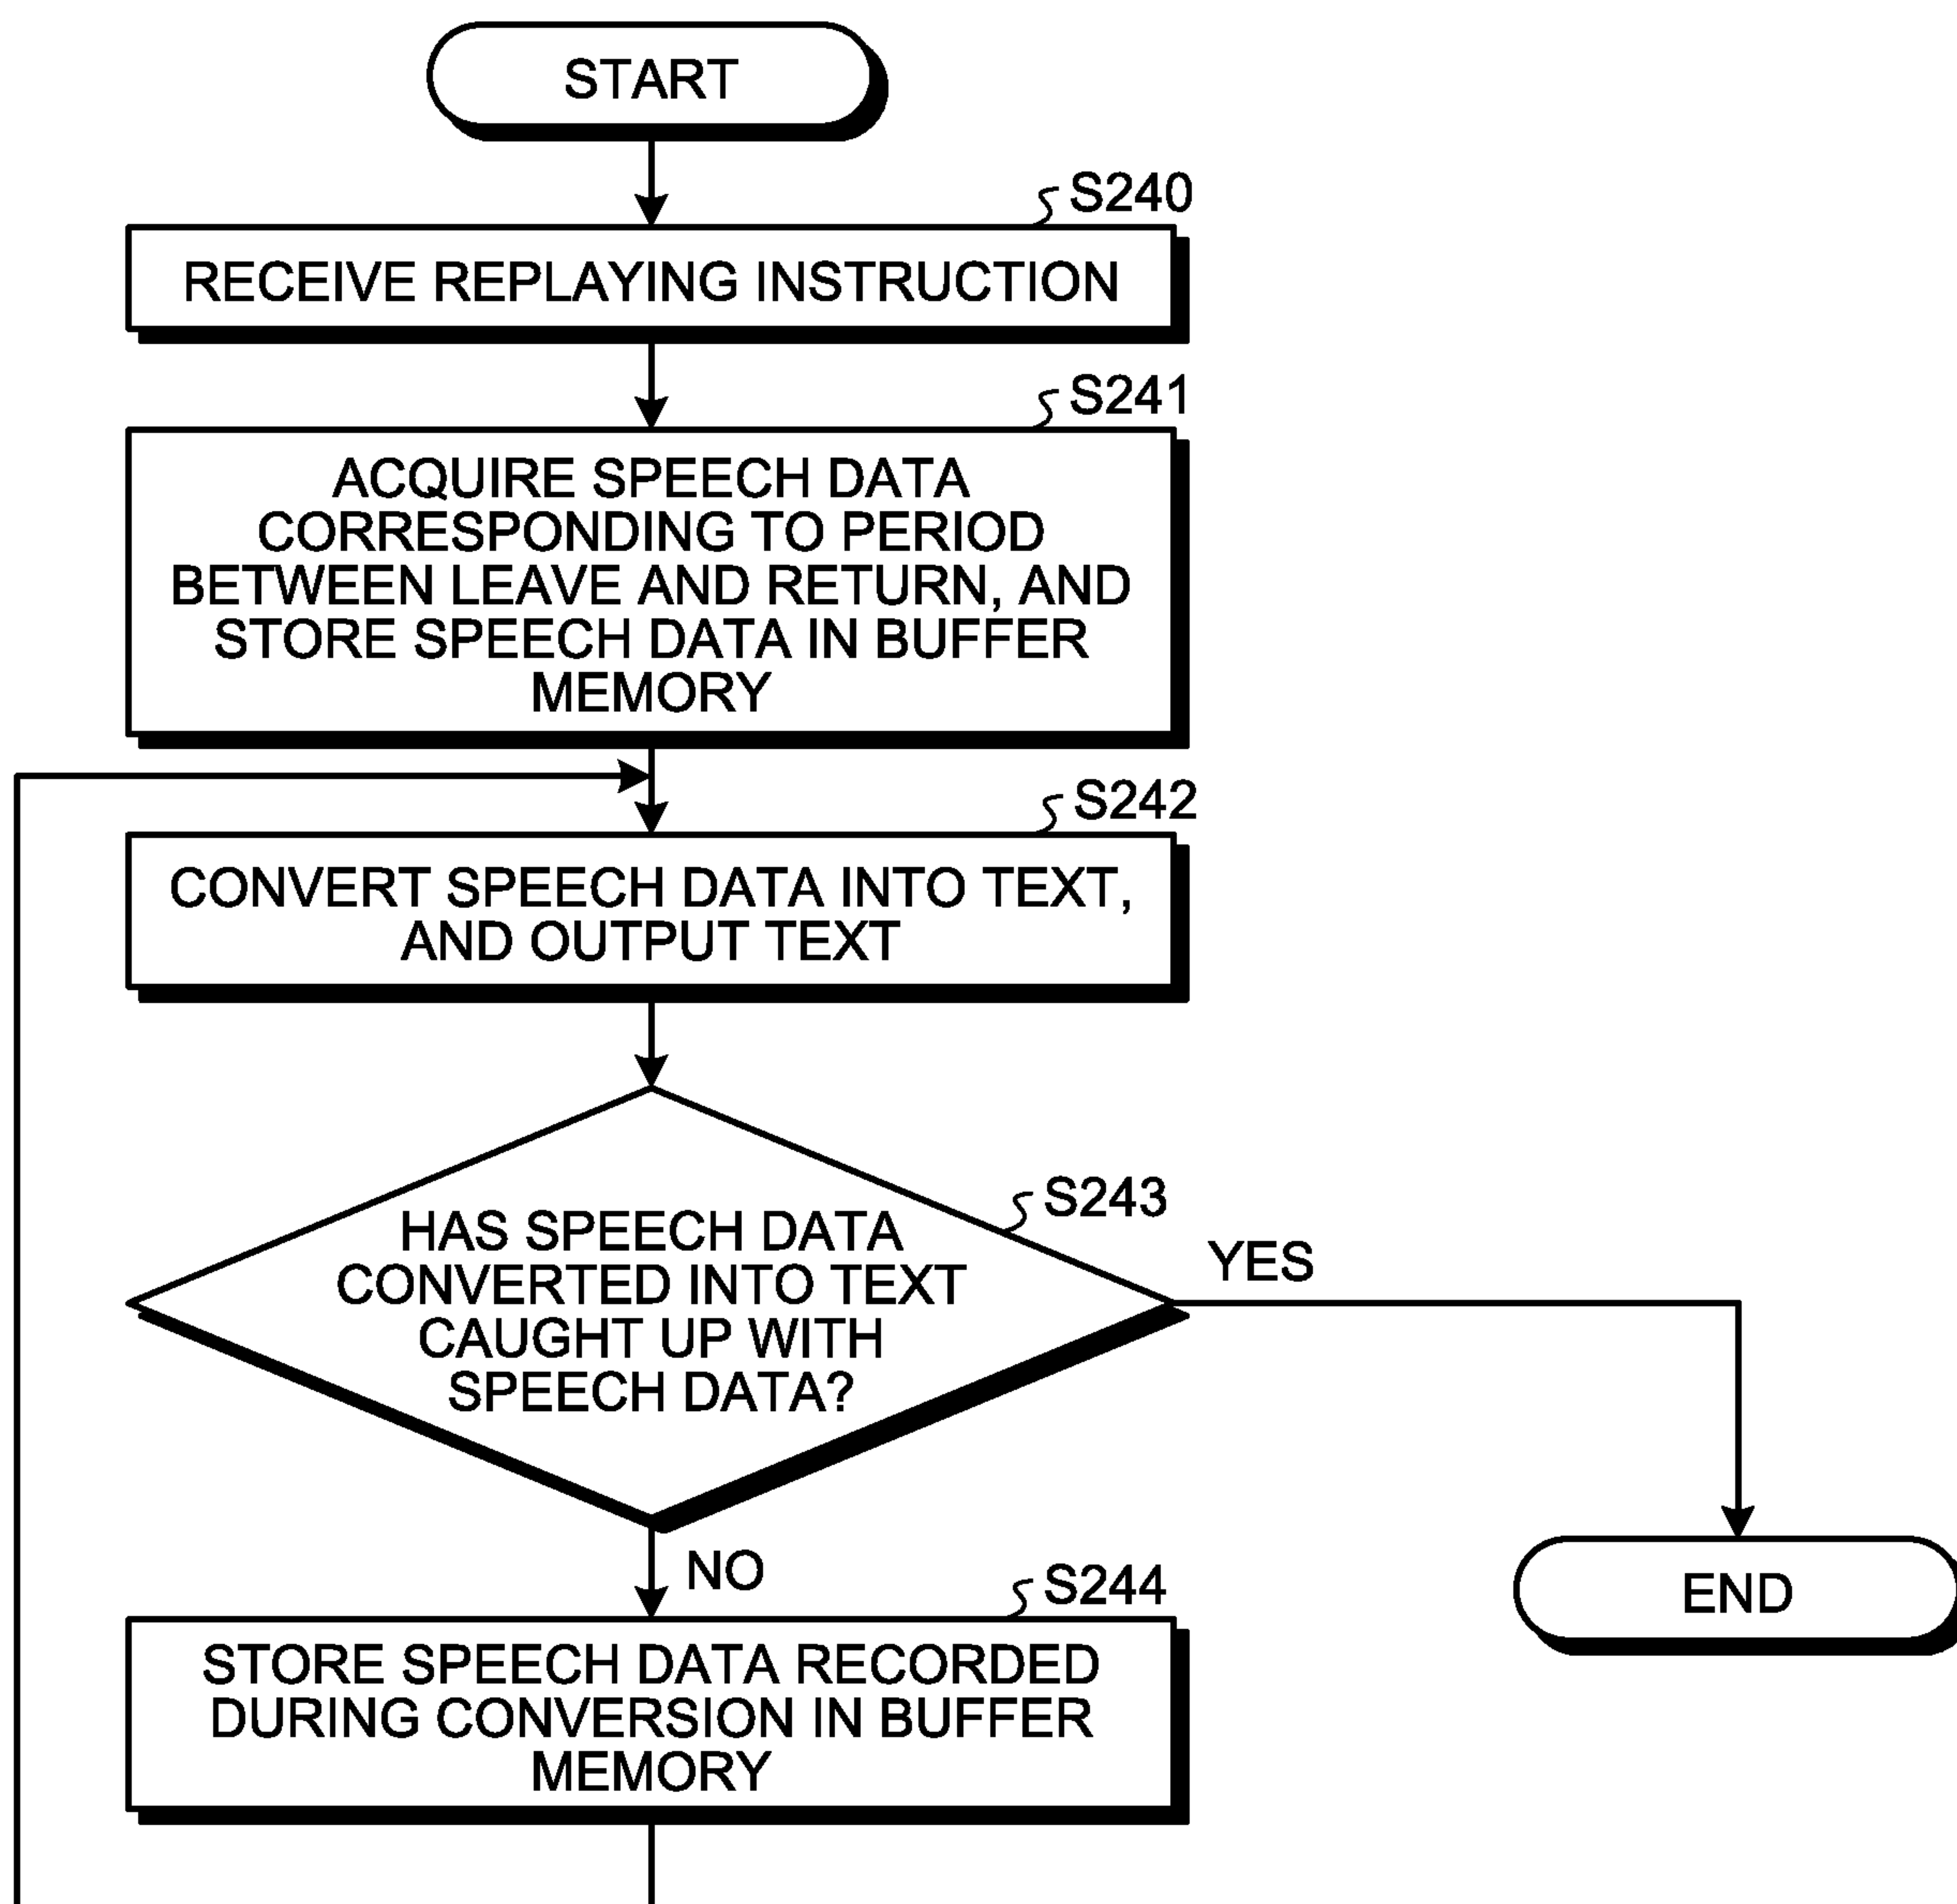 START
S240
RECEIVE REPLAYING INSTRUCTION
S241
ACQUIRE SPEECH DATA
CORRESPONDING TO PERIOD
BETWEEN LEAVE AND RETURN, AND
STORE SPEECH DATA IN BUFFER
MEMORY
S242
CONVERT SPEECH DATA INTO TEXT,
AND OUTPUT TEXT
S243
HAS SPEECH DATA
CONVERTED INTO TEXT
CAUGHT UP WITH
SPEECH DATA?
YES
NO
S244
STORE SPEECH DATA RECORDED
DURING CONVERSION IN BUFFER
MEMORY
END